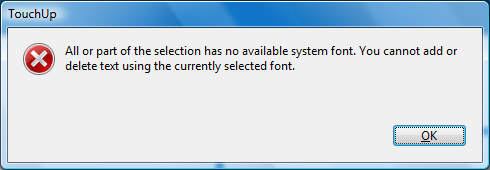 TouchUp
All or part of the selection has no available system font. You cannot add or
delete text using the currently selected font.
OK